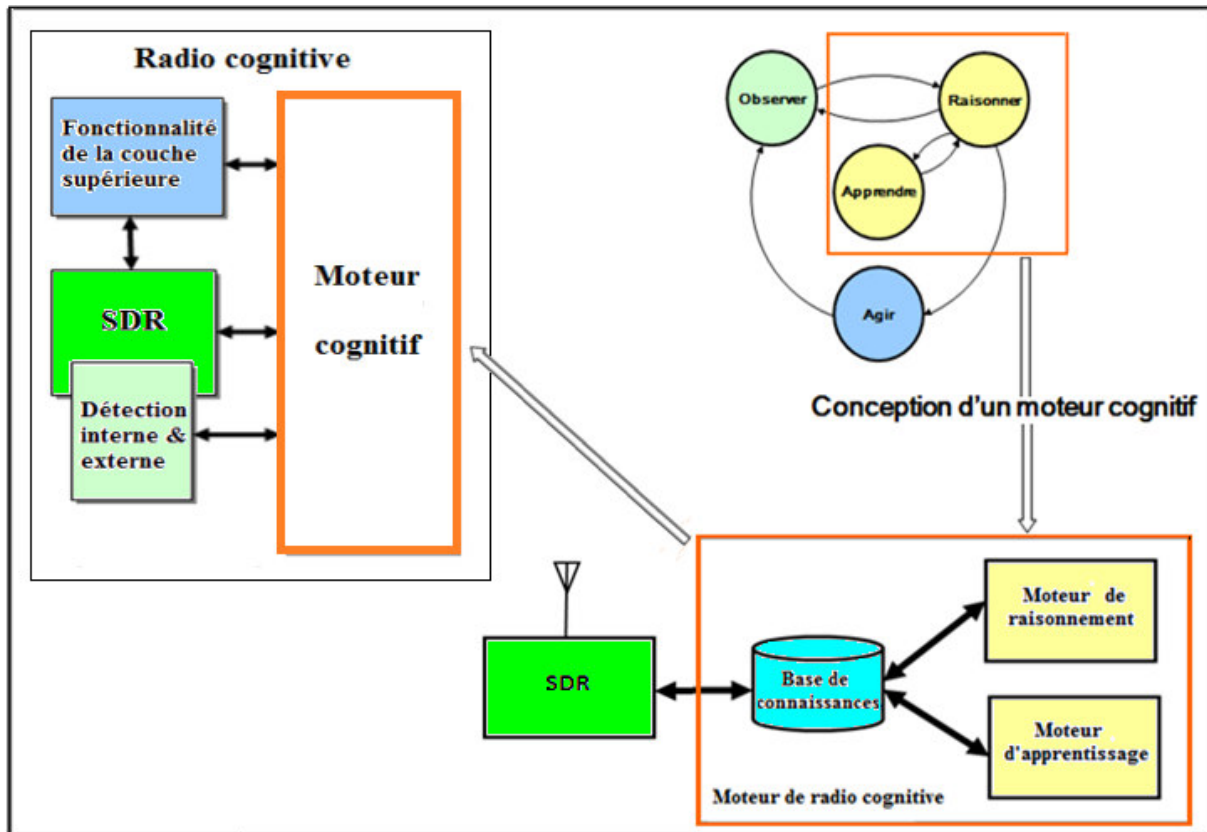 Radio cognitive
Fonctionnalité
de la couche
supérieure
SDR
Détection
interne &
externe
Moteur
cognitif
Observer
Raisonner
Apprendre
Agir
Conception d'un moteur cognitif
SDR
Base de
connaissances
Moteur de
raisonnement
Moteur
d'apprentissage
Moteur de radio cognitive